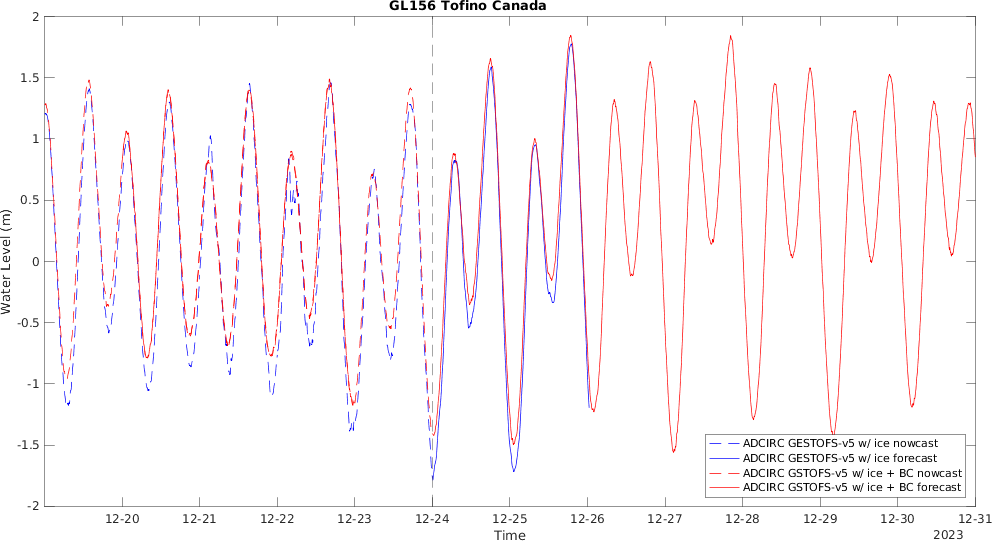 GL156 Tofino Canada
2
1.5
1
0.5
0
-0.5
-1
-1.5
-2
Water Level (m)
ADCIRC GESTOFS-v5 w/ ice nowcast
ADCIRC GESTOFS-v5 w/ ice forecast
ADCIRC GSTOFS-v5 w/ ice + BC nowcast
ADCIRC GSTOFS-v5 w/ ice + BC forecast
12-20 12-21 12-22 12-23 12-24 12-25 12-26 12-27 12-28 12-29 12-30 12-31
Time
2023